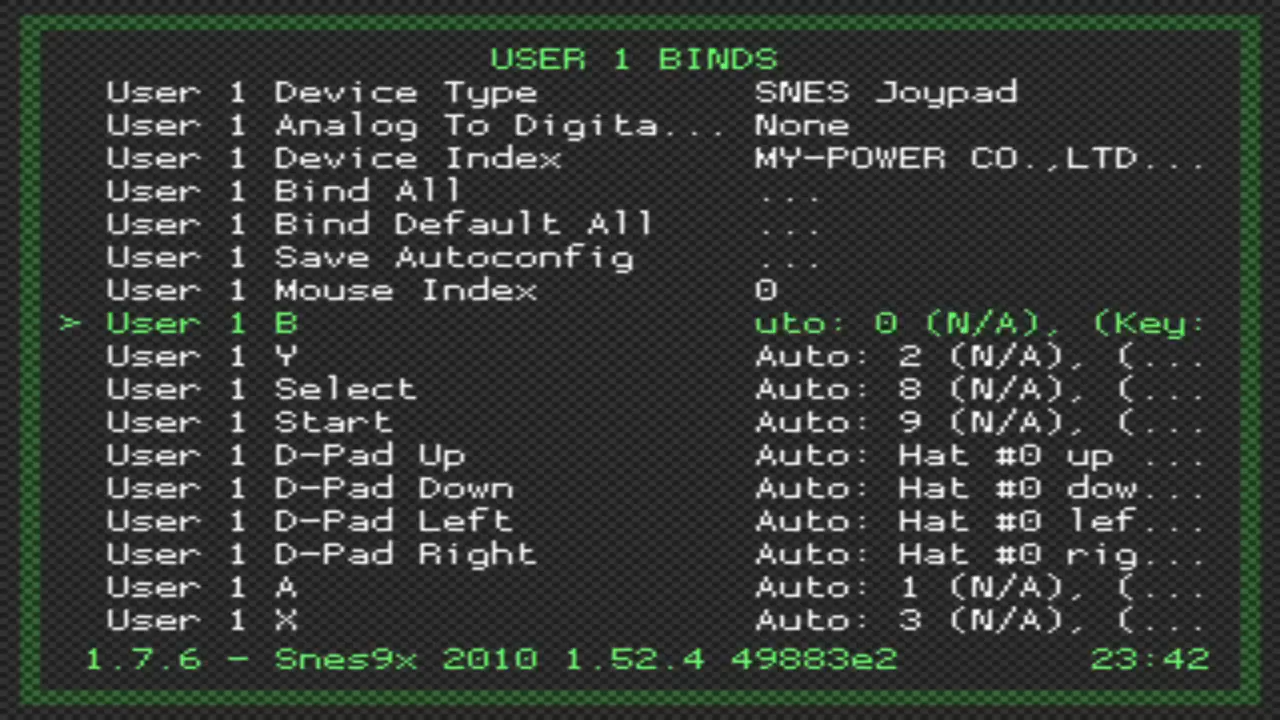 USER 1 BINDS
User 1 Device Type SNES Joypad
User 1 Analog To Digita... None
User 1 Device Index MY-POWER CO.,LTD...
User 1 Bind All ...
User 1 Bind Default All ...
User 1 Save Autoconfig ...
User 1 Mouse Index 0
> User 1 B uto: 0 (N/A), (Key:
User 1 Y Auto: 2 (N/A), (...
User 1 Select Auto: 8 (N/A), (...
User 1 Start Auto: 9 (N/A), (...
User 1 D-Pad Up Auto: Hat #0 up ...
User 1 D-Pad Down Auto: Hat #0 dow...
User 1 D-Pad Left Auto: Hat #0 lef...
User 1 D-Pad Right Auto: Hat #0 rig...
User 1 A Auto: 1 (N/A), (...
User 1 X Auto: 3 (N/A), (...
1.7.6 - Snes9x 2010 1.52.4 49883e2 23:42